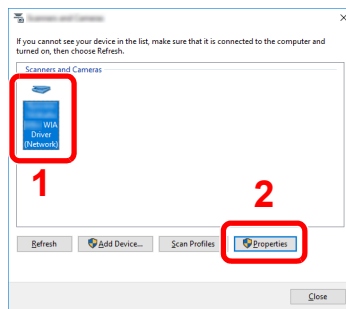 If you cannot see your device in the list, make sure that it is connected to the computer and
turned on, then choose Refresh.
Scanners and Cameras
WIA
Driver
(Network)
1
2
Refresh
Add Device...
Scan Profiles
Properties
Close